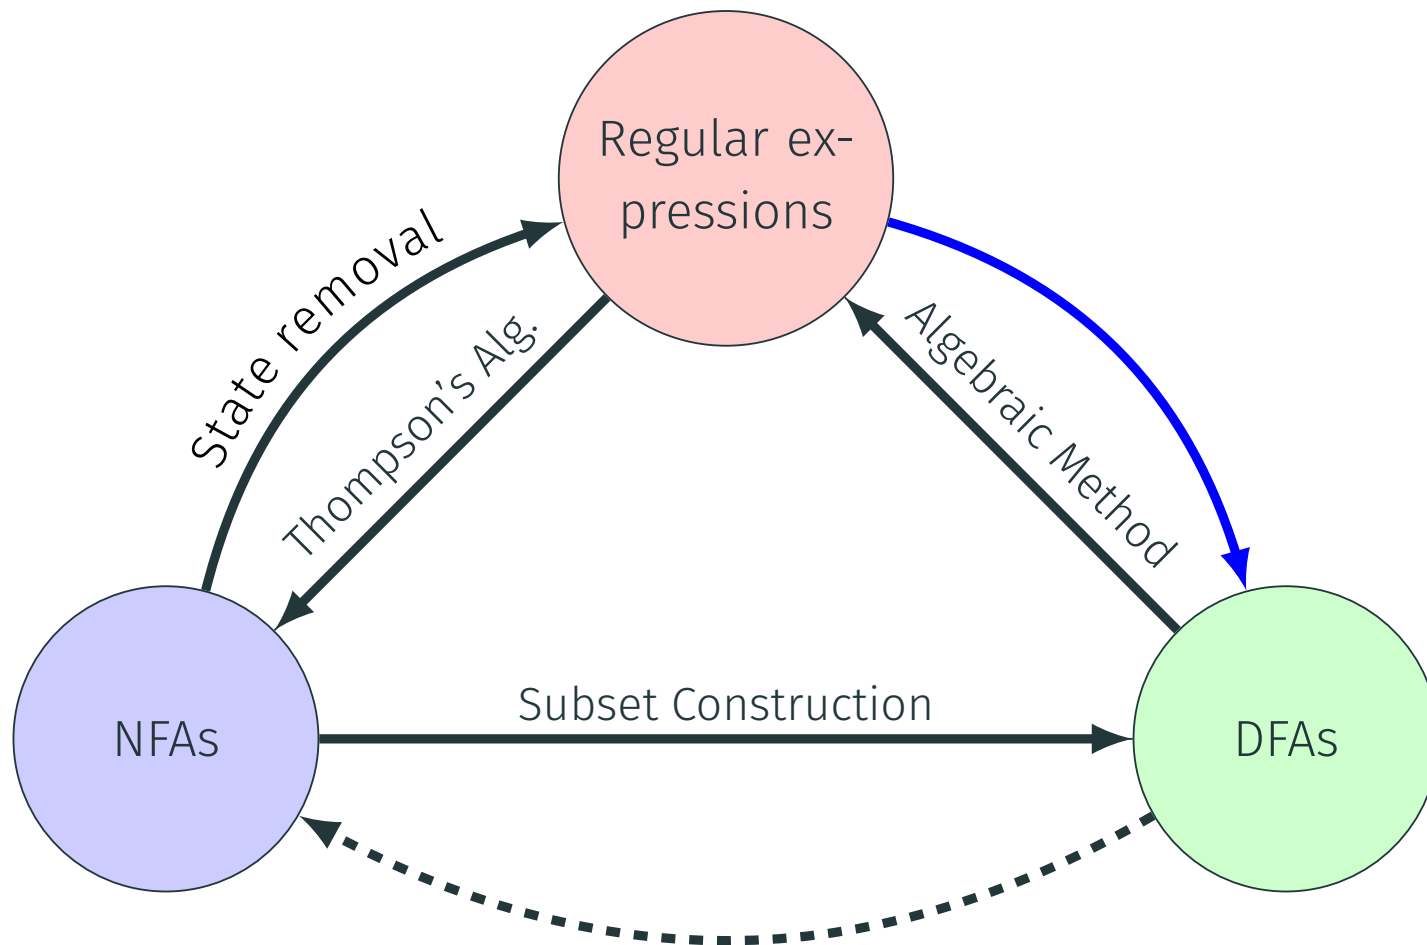 Regular ex-
pressions
State removal
Thompson's Alg.
Algebraic Method
Subset Construction
NFAs
DFAs